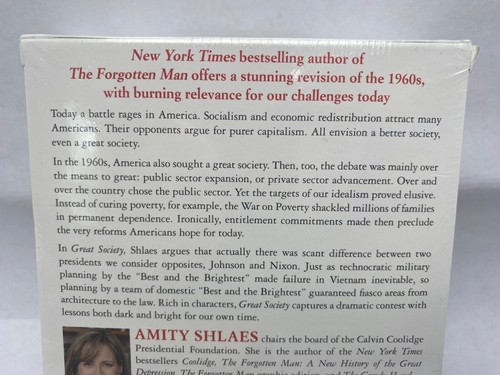 New York Times bestselling author of
The Forgotten Man offers a stunning revision of the 1960s,
with burning relevance for our challenges today
Today a battle rages in America. Socialism and economic redistribution attract many
Americans. Their opponents argue for purer capitalism. All envision a better society,
even a great society.
In the 1960s, America also sought a great society. Then, too, the debate was mainly over
the means to great: public sector expansion, or private sector advancement. Over and
over the country chose the public sector. Yet the targets of our idealism proved elusive.
Instead of curing poverty, for example, the War on Poverty shackled millions of families
in permanent dependence. Ironically, entitlement commitments made then preclude
the very reforms Americans hope for today.
In Great Society, Shlaes argues that actually there was scant difference between two
presidents we consider opposites, Johnson and Nixon. Just as technocratic military
planning by the “Best and the Brightest” made failure in Vietnam inevitable, so
planning by a team of domestic “Best and the Brightest” guaranteed fiasco areas from
architecture to the law. Rich in characters, Great Society captures a dramatic contest with
lessons both dark and bright for our own time.
AMITY SHLAES chairs the board of the Calvin Coolidge
Presidential Foundation. She is the author of the New York Times
bestsellers Coolidge, The Forgotten Man: A New History of the Great
Depression, The Forgotten Man graphic edition, and The Greedy Hand